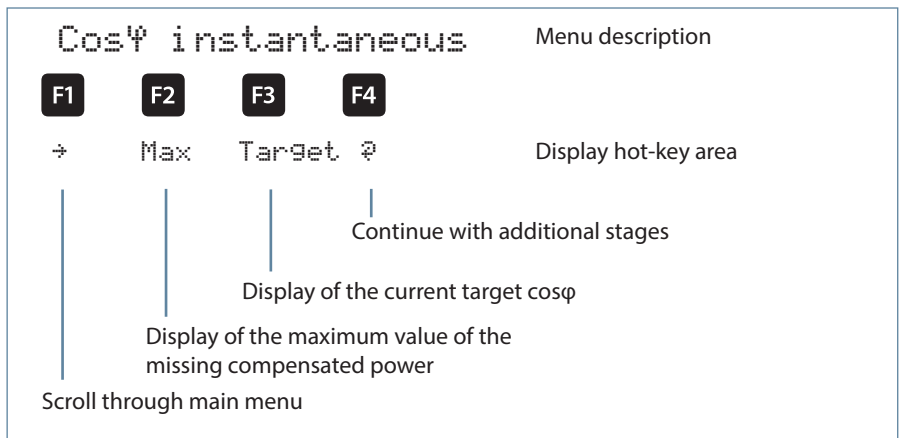 CosΨ instantaneous Menu description
F1 F2 F3 F4
→ Max Target Display hot-key area
Continue with additional stages
Display of the current target cosφ
Display of the maximum value of the
missing compensated power
Scroll through main menu